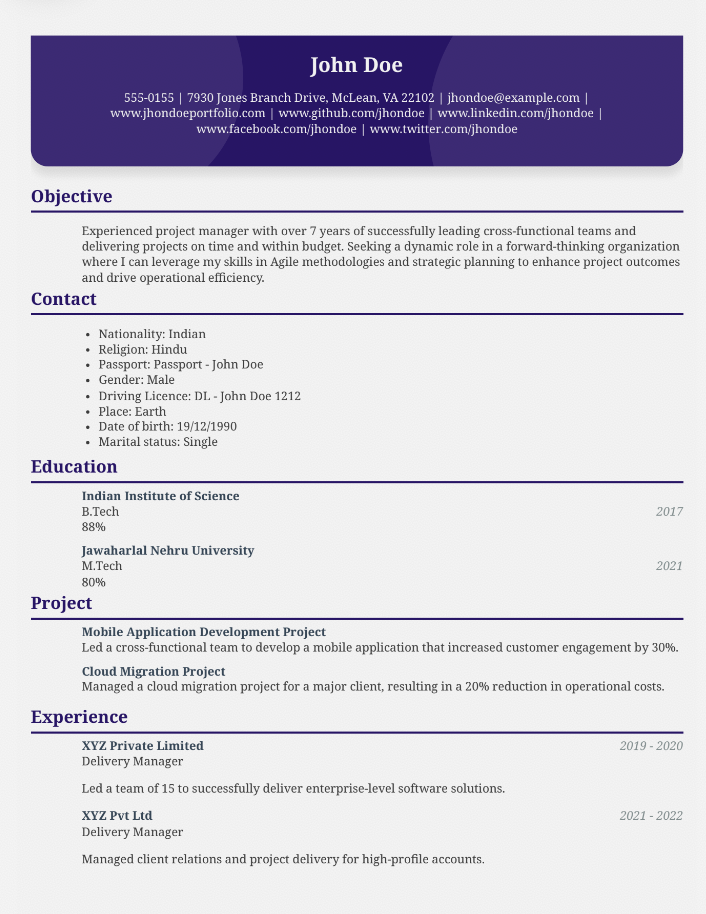 John Doe
555-0155 | 7930 Jones Branch Drive, McLean, VA 22102 | jhondoe@example.com |
www.jhondoeportfolio.com | www.github.com/jhondoe | www.linkedin.com/jhondoe |
www.facebook.com/jhondoe | www.twitter.com/jhondoe
Objective
Experienced project manager with over 7 years of successfully leading cross-functional teams and
delivering projects on time and within budget. Seeking a dynamic role in a forward-thinking organization
where I can leverage my skills in Agile methodologies and strategic planning to enhance project outcomes
and drive operational efficiency.
Contact
• Nationality: Indian
• Religion: Hindu
• Passport: Passport - John Doe
• Gender: Male
• Driving Licence: DL - John Doe 1212
• Place: Earth
• Date of birth: 19/12/1990
• Marital status: Single
Education
Indian Institute of Science
B.Tech 2017
88%
Jawaharlal Nehru University
M.Tech 2021
80%
Project
Mobile Application Development Project
Led a cross-functional team to develop a mobile application that increased customer engagement by 30%.
Cloud Migration Project
Managed a cloud migration project for a major client, resulting in a 20% reduction in operational costs.
Experience
XYZ Private Limited 2019 - 2020
Delivery Manager
Led a team of 15 to successfully deliver enterprise-level software solutions.
XYZ Pvt Ltd 2021 - 2022
Delivery Manager
Managed client relations and project delivery for high-profile accounts.